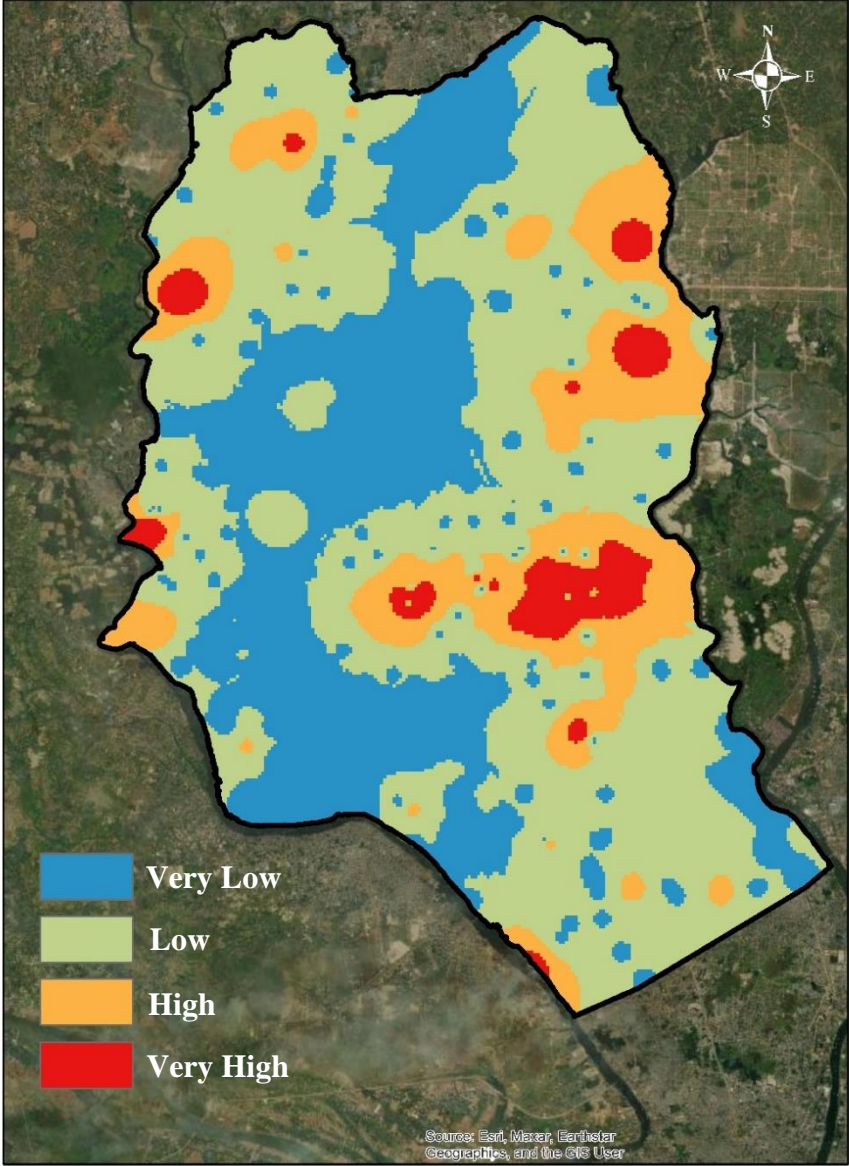 N
W E
S
Very Low
Low
High
Very High
Source: Esri, Maxar, Earthstar
Geographics, and the GIS User